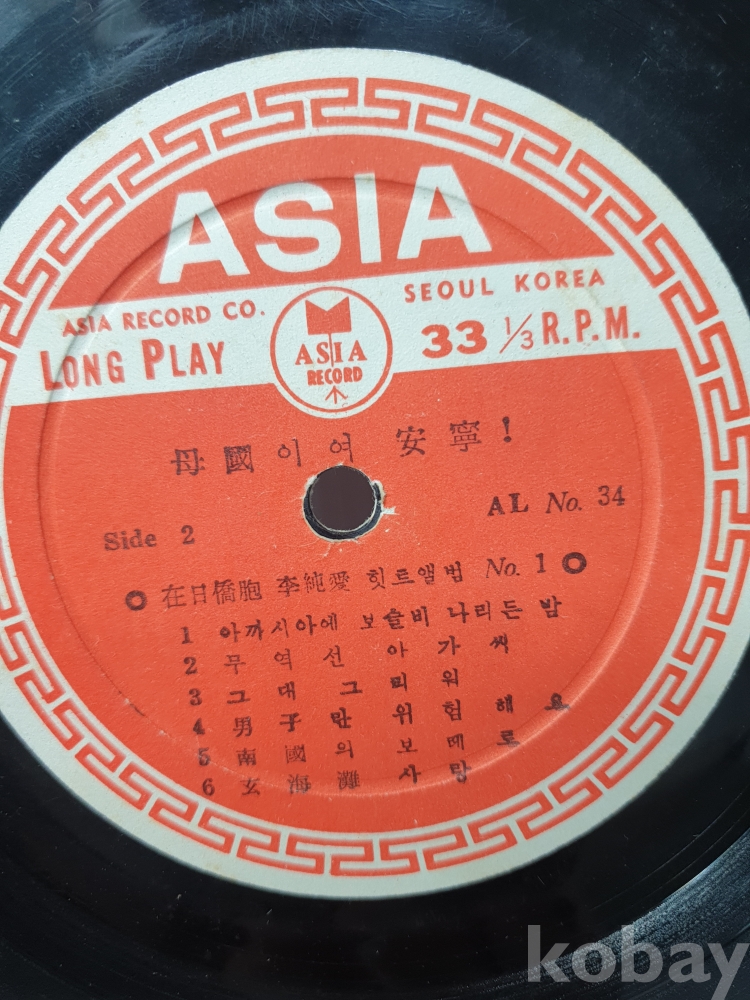 ASIA
ASIA RECORD CO.
SEOUL KOREA
LONG PLAY
33 1/3 R.P.M.
ASIA
RECORD
母國이여 安寧!
Side 2
AL No. 34
在日僑胞 李純愛 힛트앨범 No. 1
1 아까시아에 보슬비 나리든 밤
2 무역선 아가씨
3 그대 그리워
4 男子란 위험해요
5 南國의 보레로
6 玄海灘 사랑
kobay